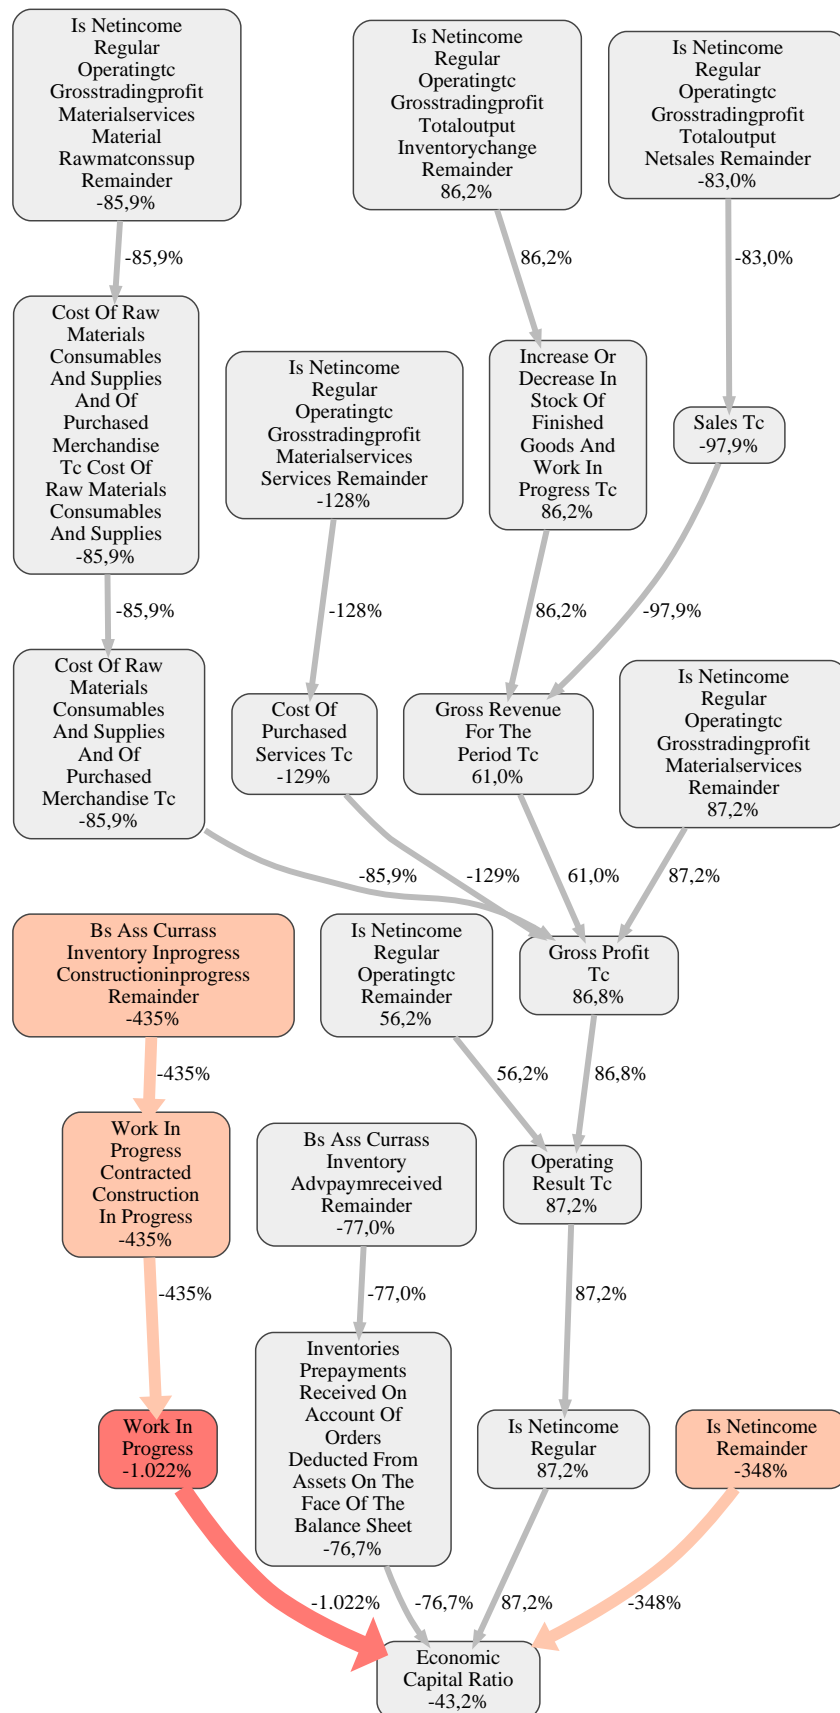 Is Netincome
Regular
Operatingtc
Grosstradingprofit
Materialservices
Material
Rawmatconssup
Remainder
-85,9%
Is Netincome
Regular
Operatingtc
Grosstradingprofit
Totaloutput
Inventorychange
Remainder
86,2%
Is Netincome
Regular
Operatingtc
Grosstradingprofit
Totaloutput
Netsales Remainder
-83,0%
-85,9%
86,2%
-83,0%
Cost Of Raw
Materials
Consumables
And Supplies
And Of
Purchased
Merchandise
Tc Cost Of
Raw Materials
Consumables
And Supplies
-85,9%
Is Netincome
Regular
Operatingtc
Grosstradingprofit
Materialservices
Services Remainder
-128%
Increase Or
Decrease In
Stock Of
Finished
Goods And
Work In
Progress Tc
86,2%
Sales Tc
-97,9%
-85,9%
-128%
86,2%
-97,9%
Cost Of Raw
Materials
Consumables
And Supplies
And Of
Purchased
Merchandise Tc
-85,9%
Cost Of
Purchased
Services Tc
-129%
Gross Revenue
For The
Period Tc
61,0%
Is Netincome
Regular
Operatingtc
Grosstradingprofit
Materialservices
Remainder
87,2%
-85,9%
-129%
61,0%
87,2%
Bs Ass Currass
Inventory Inprogress
Constructioninprogress
Remainder
-435%
Is Netincome
Regular
Operatingtc
Remainder
56,2%
Gross Profit
Tc
86,8%
-435%
56,2%
86,8%
Work In
Progress
Contracted
Construction
In Progress
-435%
Bs Ass Currass
Inventory
Advpaymreceived
Remainder
-77,0%
Operating
Result Tc
87,2%
-435%
-77,0%
87,2%
Work In
Progress
-1.022%
Inventories
Prepayments
Received On
Account Of
Orders
Deducted From
Assets On The
Face Of The
Balance Sheet
-76,7%
Is Netincome
Regular
87,2%
Is Netincome
Remainder
-348%
-1.022%
-76,7%
87,2%
-348%
Economic
Capital Ratio
-43,2%